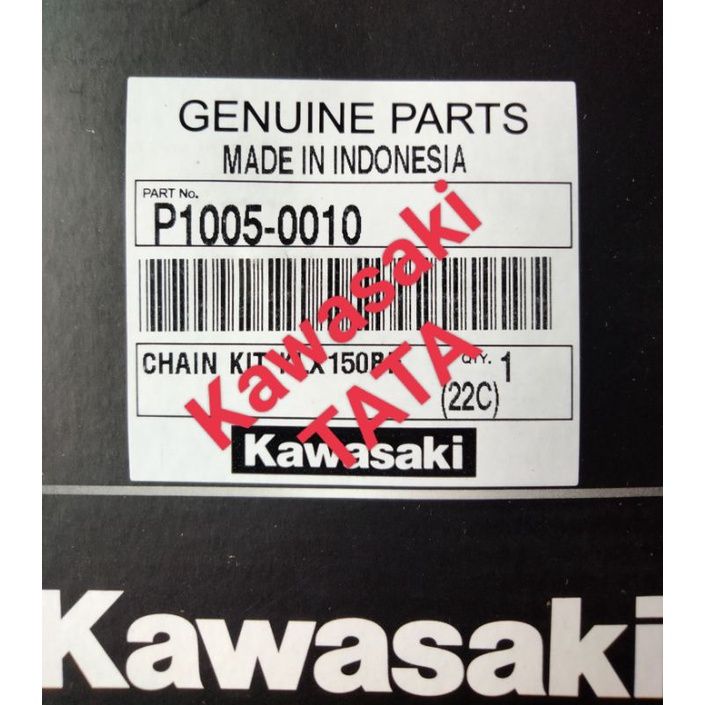 GENUINE PARTS
MADE IN INDONESIA
PART No.
P1005-0010
CHAIN KIT QTY. 1
(22C)
Kawasaki
Kawasaki
TATA
Kawasaki